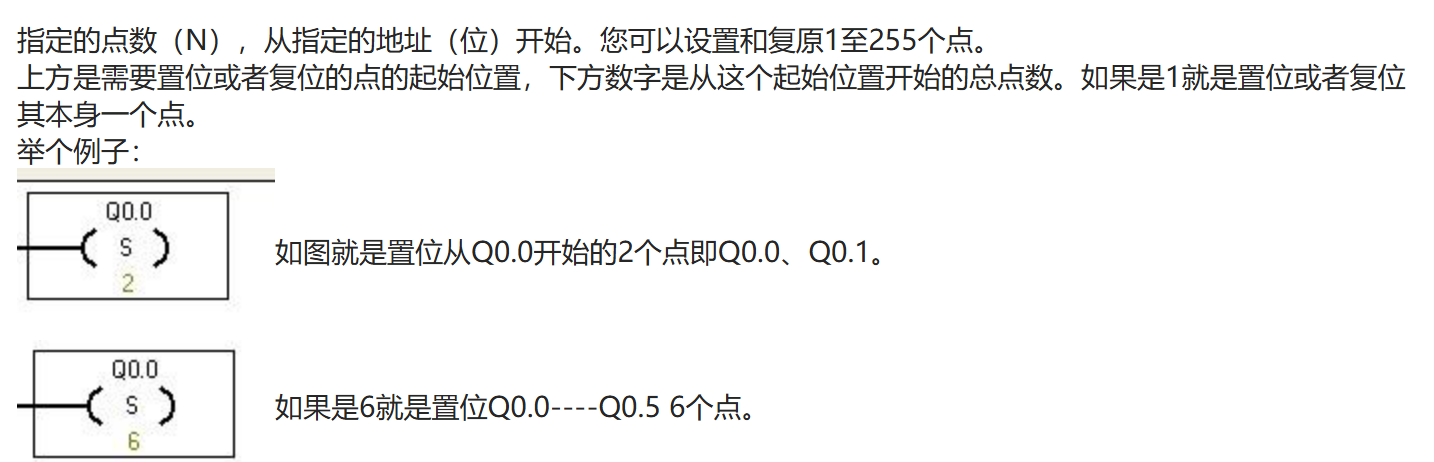 指定的点数（N），从指定的地址（位）开始。您可以设置和复原1至255个点。
上方是需要置位或者复位的点的起始位置，下方数字是从这个起始位置开始的总点数。如果是1就是置位或者复位
其本身一个点。
举个例子：
Q0.0
S
2
如图就是置位从Q0.0开始的2个点即Q0.0、Q0.1。
Q0.0
S
6
如果是6就是置位Q0.0----Q0.5 6个点。